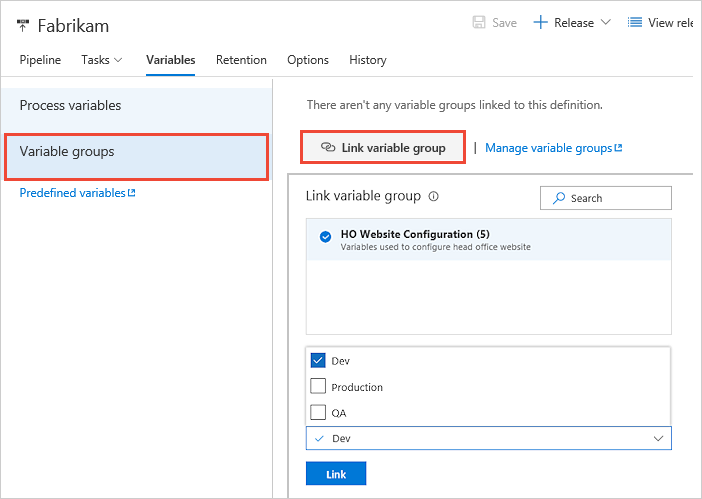 Fabrikam
Save
Release
View rele
Pipeline Tasks Variables Retention Options History
Process variables
Variable groups
Predefined variables
There aren't any variable groups linked to this definition.
Link variable group | Manage variable groups
Link variable group
Search
HO Website Configuration (5)
Variables used to configure head office website
Dev
Production
QA
Dev
Link